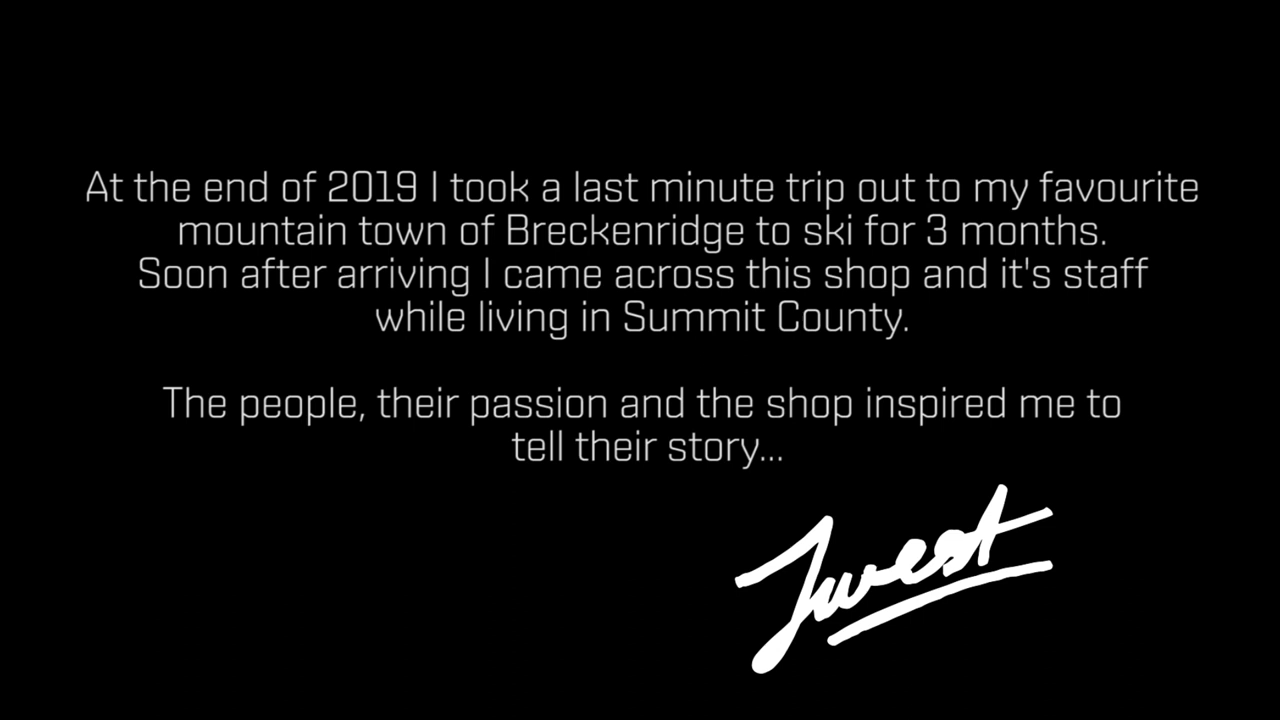 At the end of 2019 I took a last minute trip out to my favourite
mountain town of Breckenridge to ski for 3 months.
Soon after arriving I came across this shop and it's staff
while living in Summit County.
The people, their passion and the shop inspired me to
tell their story...
Jwest